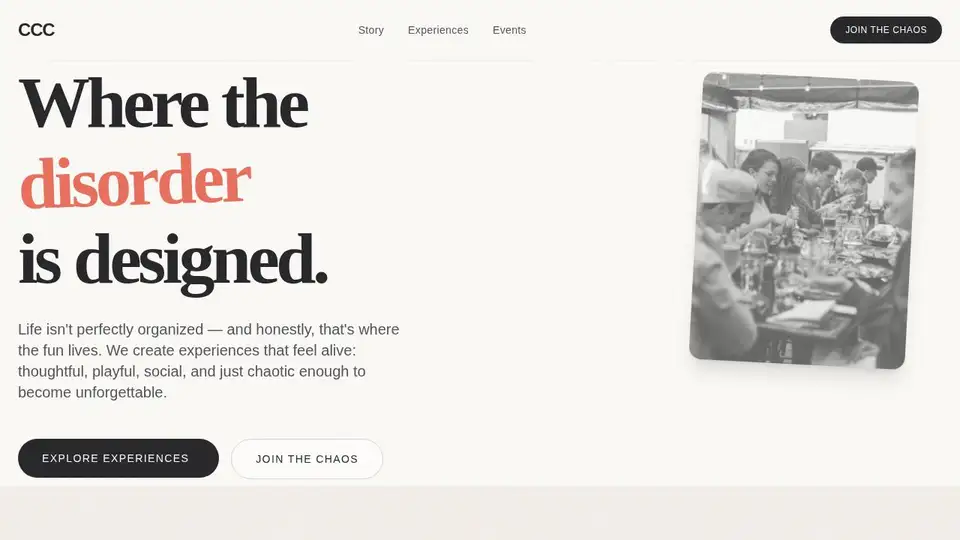 CCC
Story
Experiences
Events
JOIN THE CHAOS
Where the
disorder
is designed.
Life isn't perfectly organized — and honestly, that's where
the fun lives. We create experiences that feel alive:
thoughtful, playful, social, and just chaotic enough to
become unforgettable.
EXPLORE EXPERIENCES
JOIN THE CHAOS